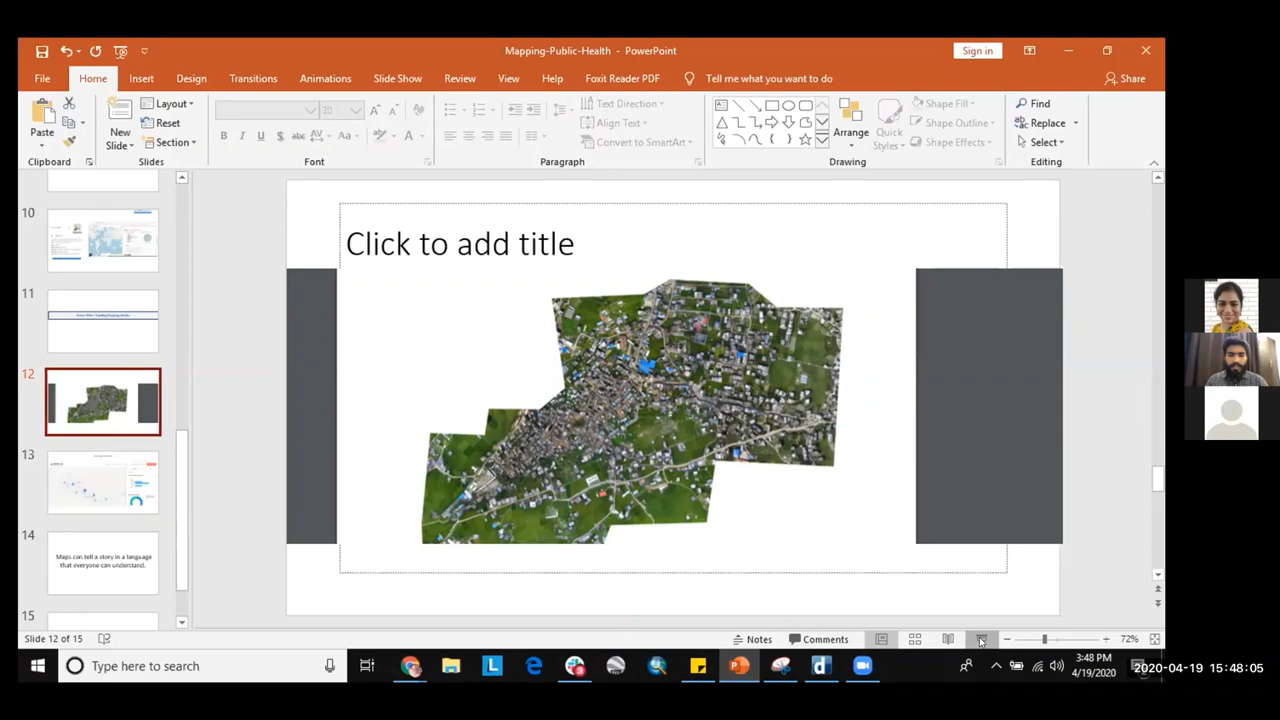 Mapping-Public-Health - PowerPoint
Sign in
File Home Insert Design Transitions Animations Slide Show Review View Help Foxit Reader PDF Tell me what you want to do Share
Paste
New Slide
Layout
Reset
Section
30
B I U S abc AV Aa A
Text Direction
Align Text
Convert to SmartArt
Arrange
Quick Styles
Shape Fill
Shape Outline
Shape Effects
Find
Replace
Select
Clipboard Slides Font Paragraph Drawing Editing
10
11
12
13
14
Maps can tell a story in a language
that everyone can understand.
15
Click to add title
Slide 12 of 15
Notes Comments 72%
Type here to search
3:48 PM
4/19/2020
2020-04-19 15:48:05